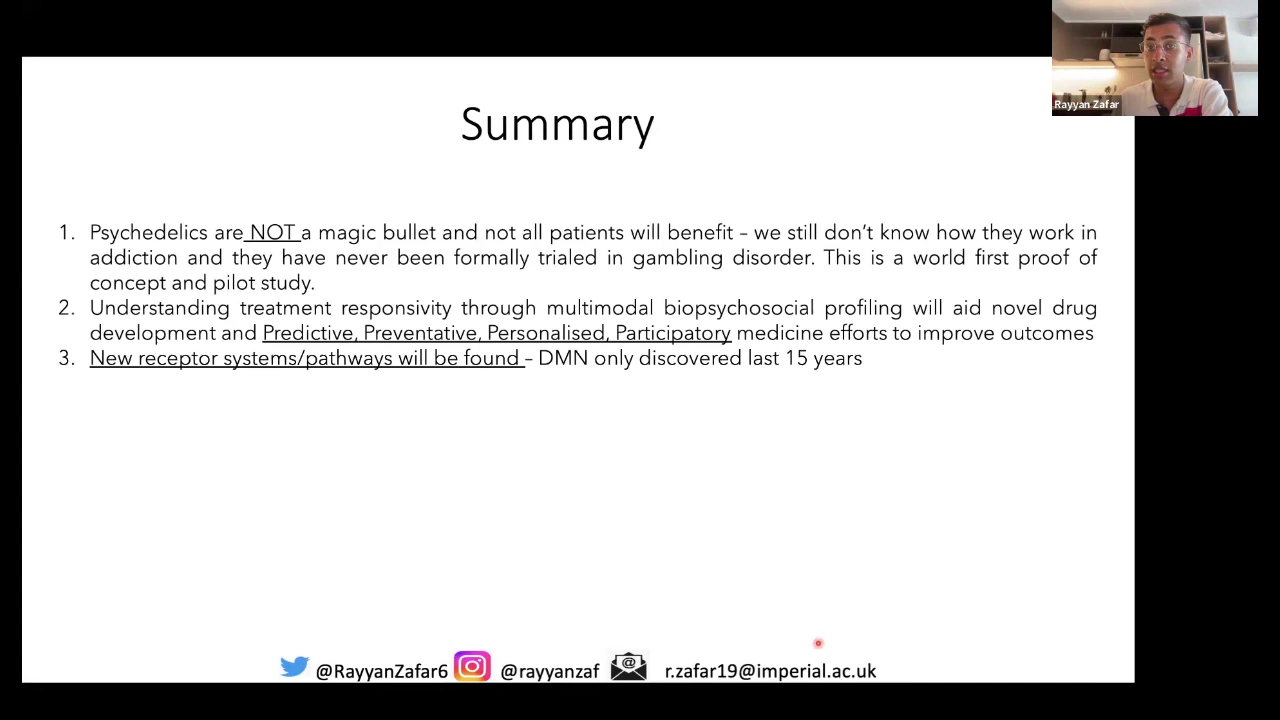 Rayyan Zafar
Summary
1. Psychedelics are NOT a magic bullet and not all patients will benefit – we still don't know how they work in
addiction and they have never been formally trialed in gambling disorder. This is a world first proof of
concept and pilot study.
2. Understanding treatment responsivity through multimodal biopsychosocial profiling will aid novel drug
development and Predictive, Preventative, Personalised, Participatory medicine efforts to improve outcomes
3. New receptor systems/pathways will be found – DMN only discovered last 15 years
@RayyanZafar6 @rayyanzaf @ r.zafar19@imperial.ac.uk